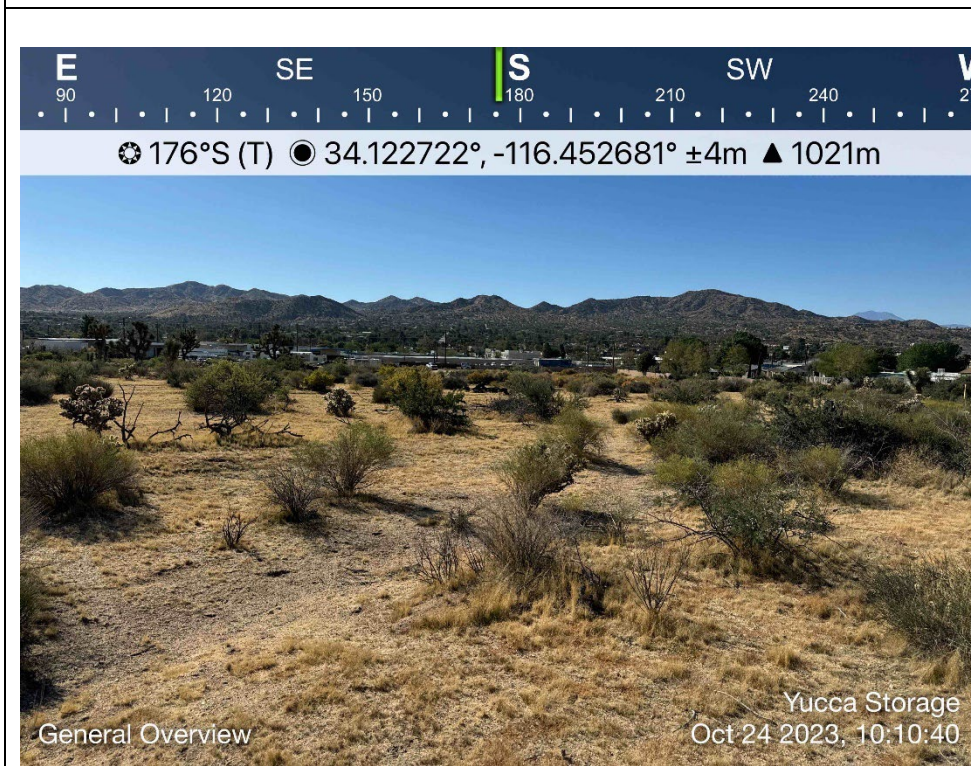 E SE S SW
90 120 150 180 210 240
176°S (T) 34.122722°, -116.452681° ±4m ▲ 1021m
Yucca Storage
General Overview Oct 24 2023, 10:10:40